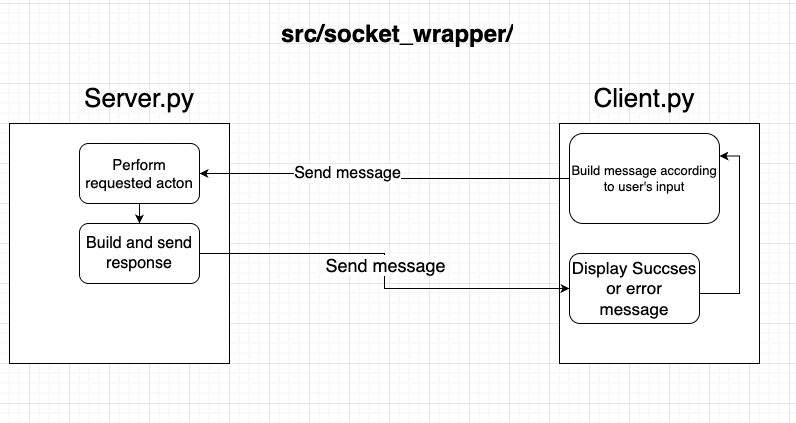 src/socket_wrapper/
Server.py
Client.py
Perform
requested acton
Send message
Build message according
to user's input
Build and send
response
Send message
Display Succses
or error
message